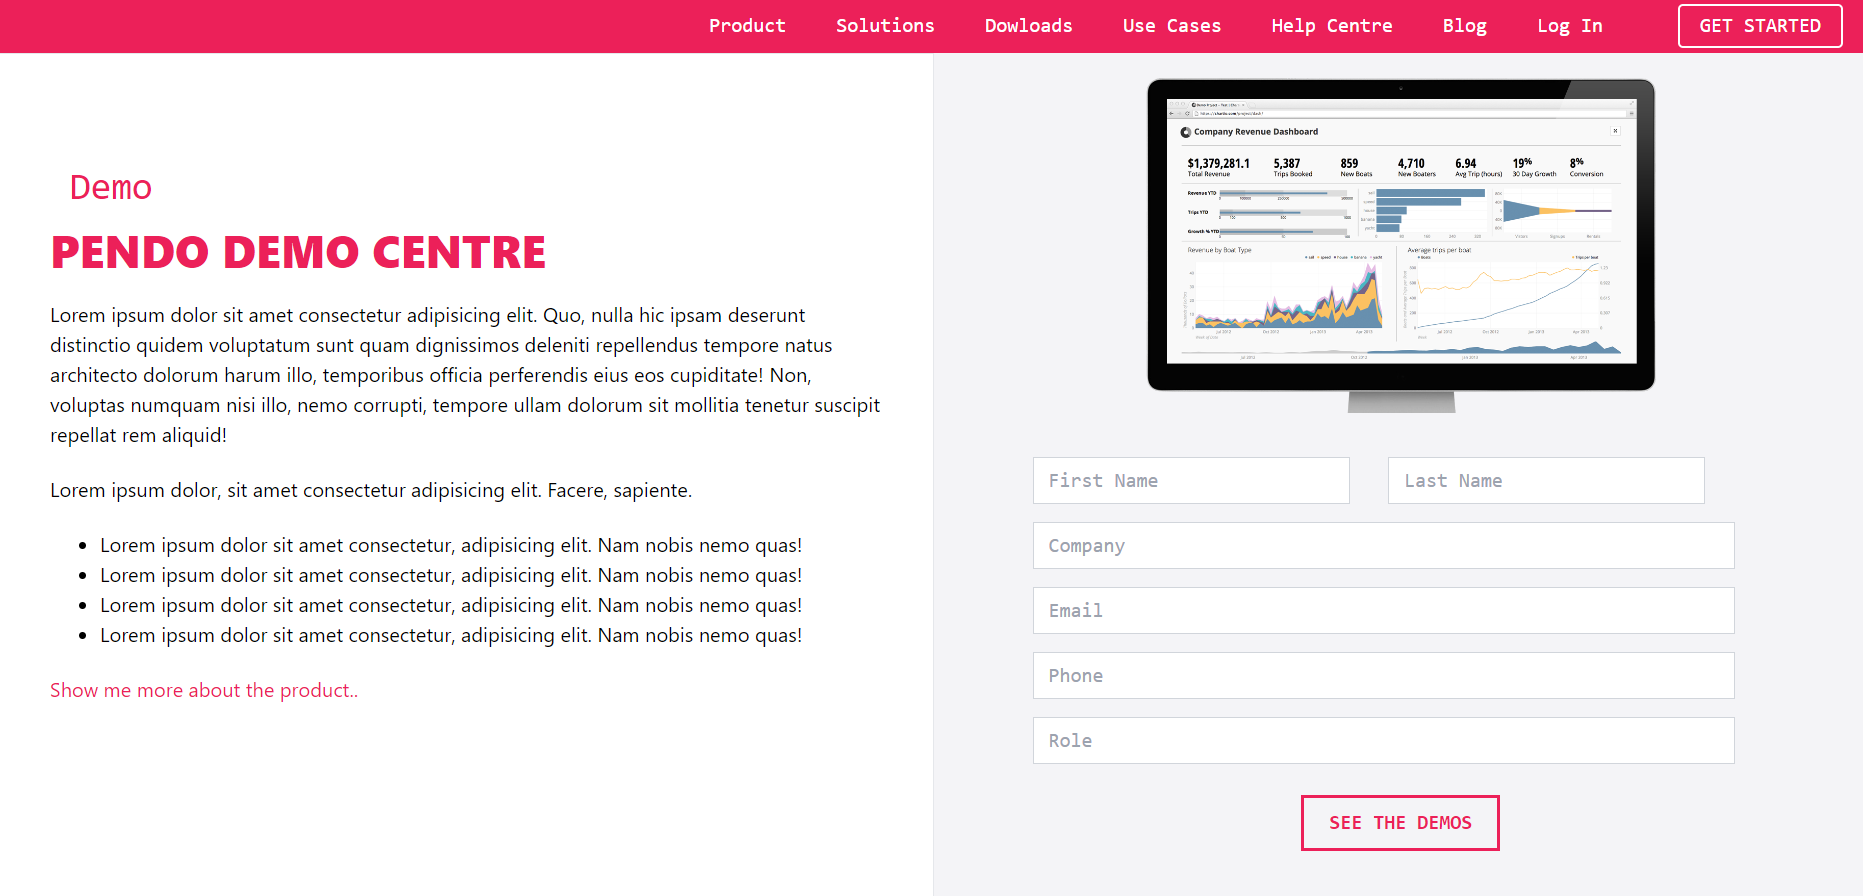 Product Solutions Dowloads Use Cases Help Centre Blog Log In GET STARTED
Demo
PENDO DEMO CENTRE
Lorem ipsum dolor sit amet consectetur adipisicing elit. Quo, nulla hic ipsam deserunt
distinctio quidem voluptatum sunt quam dignissimos deleniti repellendus tempore natus
architecto dolorum harum illo, temporibus officia perferendis eius eos cupiditate! Non,
voluptas numquam nisi illo, nemo corrupti, tempore ullam dolorum sit mollitia tenetur suscipit
repellat rem aliquid!
Lorem ipsum dolor, sit amet consectetur adipisicing elit. Facere, sapiente.
Lorem ipsum dolor sit amet consectetur, adipisicing elit. Nam nobis nemo quas!
Lorem ipsum dolor sit amet consectetur, adipisicing elit. Nam nobis nemo quas!
Lorem ipsum dolor sit amet consectetur, adipisicing elit. Nam nobis nemo quas!
Lorem ipsum dolor sit amet consectetur, adipisicing elit. Nam nobis nemo quas!
Show me more about the product..
Company Revenue Dashboard
$1,379,281.1 5,387 859 4,710 6.94 19% 8%
Total Revenue Trips Booked New Boats New Boaters Avg Trip (hours) 30 Day Growth Conversion
Revenue YTD
Trips YTD
Growth % YTD
Revenue by Boat Type
Average trips per boat
First Name Last Name
Company
Email
Phone
Role
SEE THE DEMOS